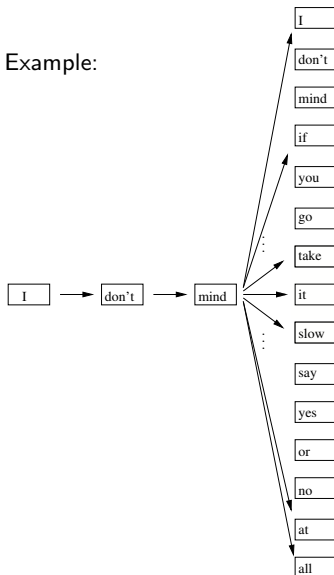 Example:
I
don't
mind
I
don't
mind
if
you
go
take
it
slow
say
yes
or
no
at
all